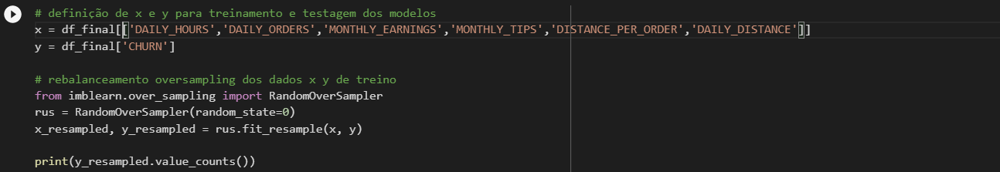 # definição de x e y para treinamento e testagem dos modelos
x = df_final[['DAILY_HOURS','DAILY_ORDERS','MONTHLY_EARNINGS','MONTHLY_TIPS','DISTANCE_PER_ORDER','DAILY_DISTANCE']]
y = df_final['CHURN']
# rebalanceamento oversampling dos dados x y de treino
from imblearn.over_sampling import RandomOverSampler
rus = RandomOverSampler(random_state=0)
x_resampled, y_resampled = rus.fit_resample(x, y)
print(y_resampled.value_counts())